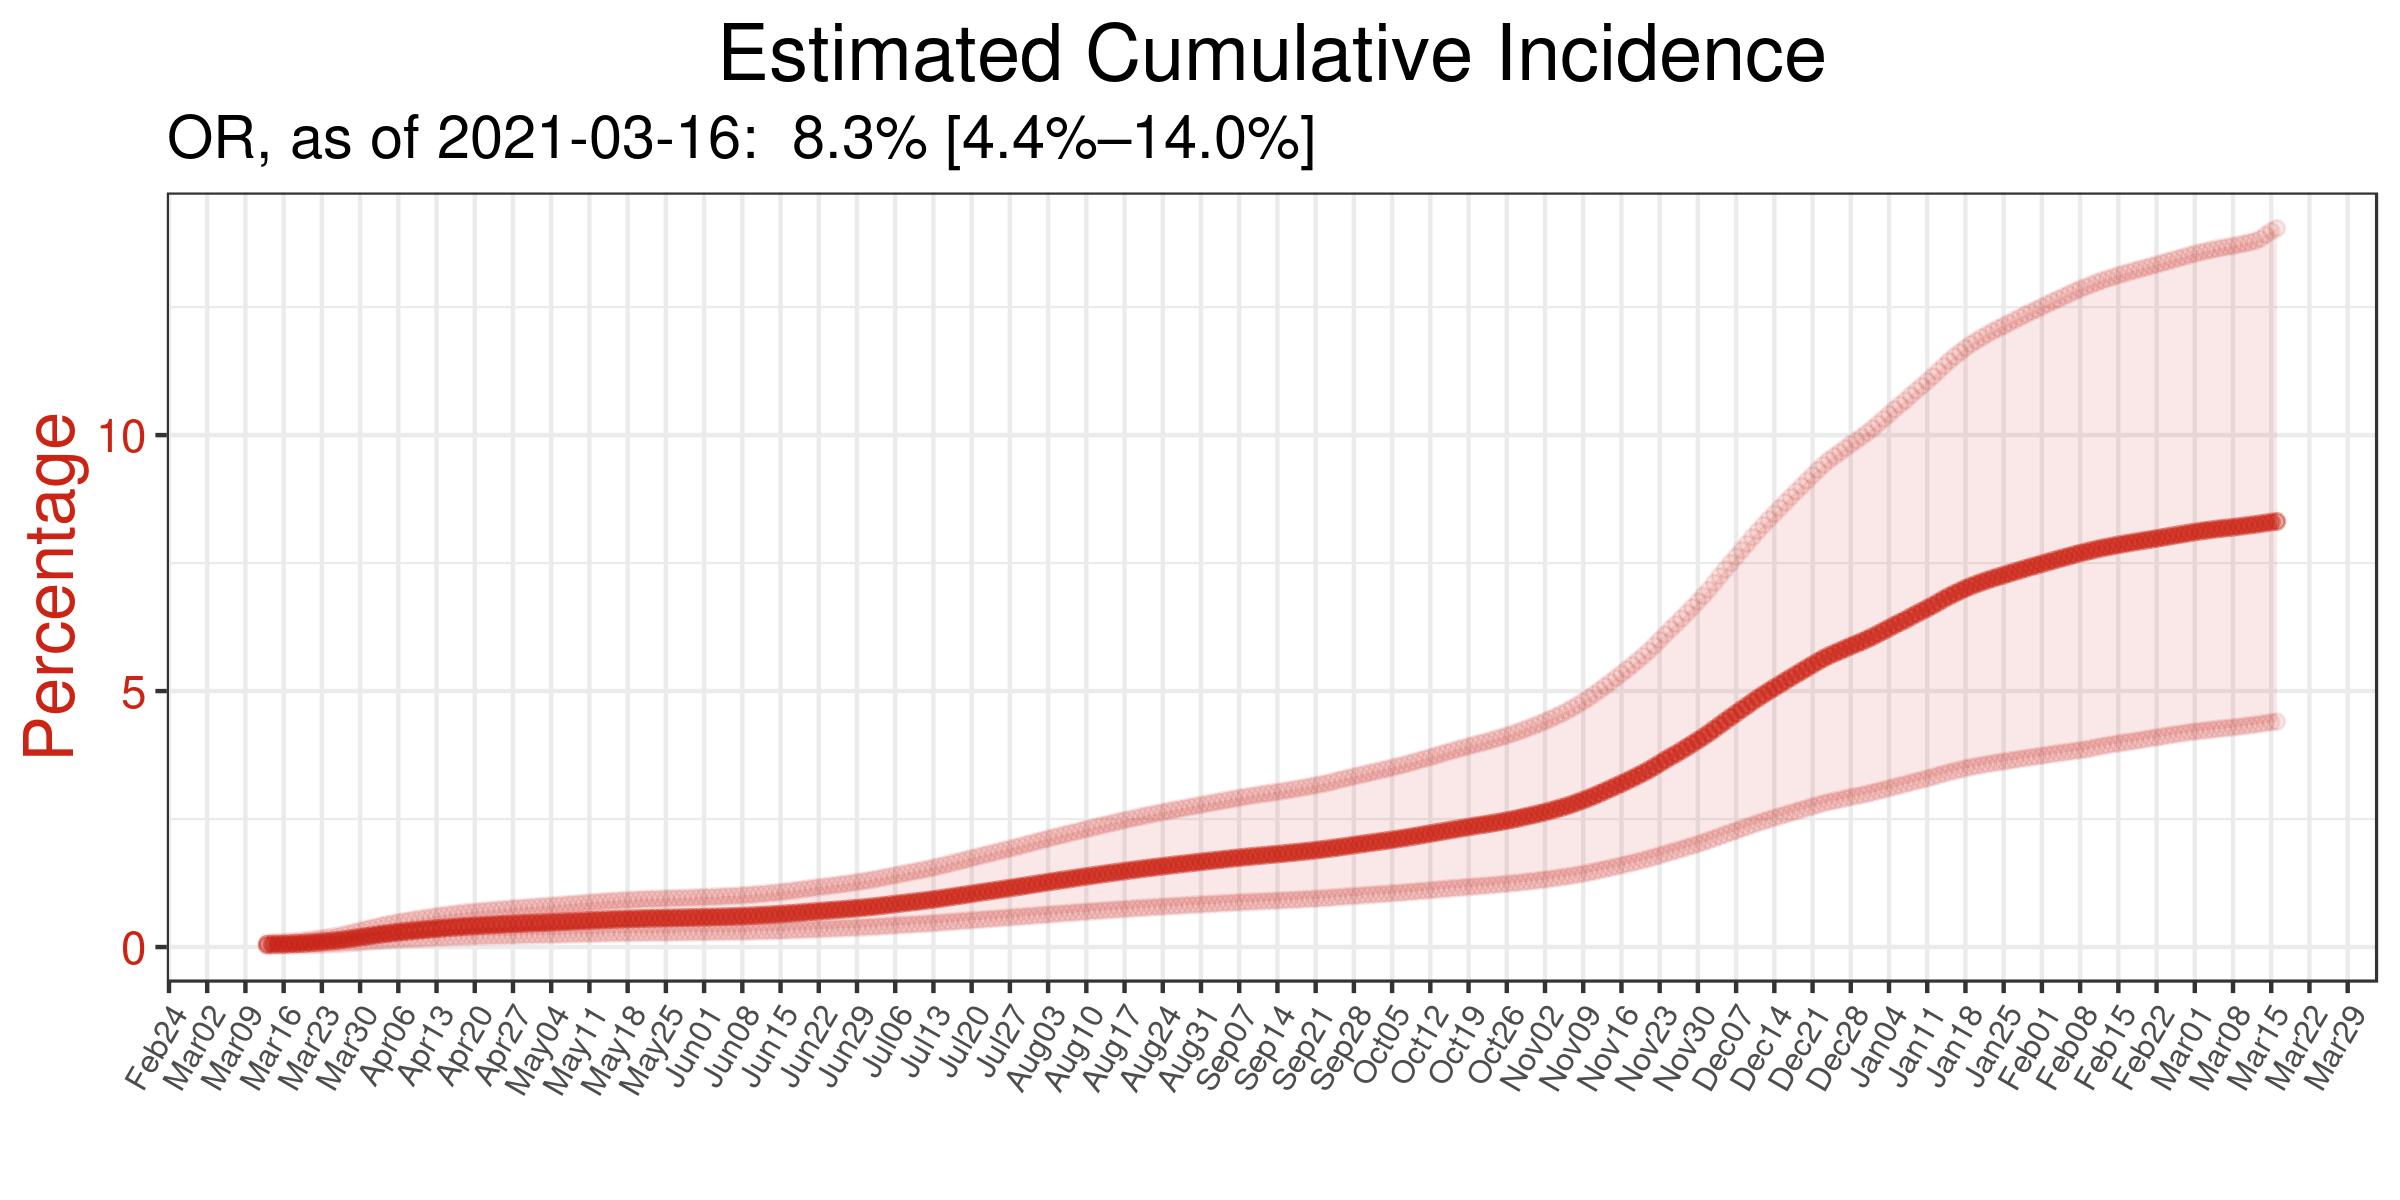 Estimated Cumulative Incidence
OR, as of 2021-03-16:  8.3% [4.4%–14.0%]
Percentage
10
5
0
Feb24
Mar02
Mar09
Mar16
Mar23
Mar30
Apr06
Apr13
Apr20
Apr27
May04
May11
May18
May25
Jun01
Jun08
Jun15
Jun22
Jun29
Jul06
Jul13
Jul20
Jul27
Aug03
Aug10
Aug17
Aug24
Aug31
Sep07
Sep14
Sep21
Sep28
Oct05
Oct12
Oct19
Oct26
Nov02
Nov09
Nov16
Nov23
Nov30
Dec07
Dec14
Dec21
Dec28
Jan04
Jan11
Jan18
Jan25
Feb01
Feb08
Feb15
Feb22
Mar01
Mar08
Mar15
Mar22
Mar29